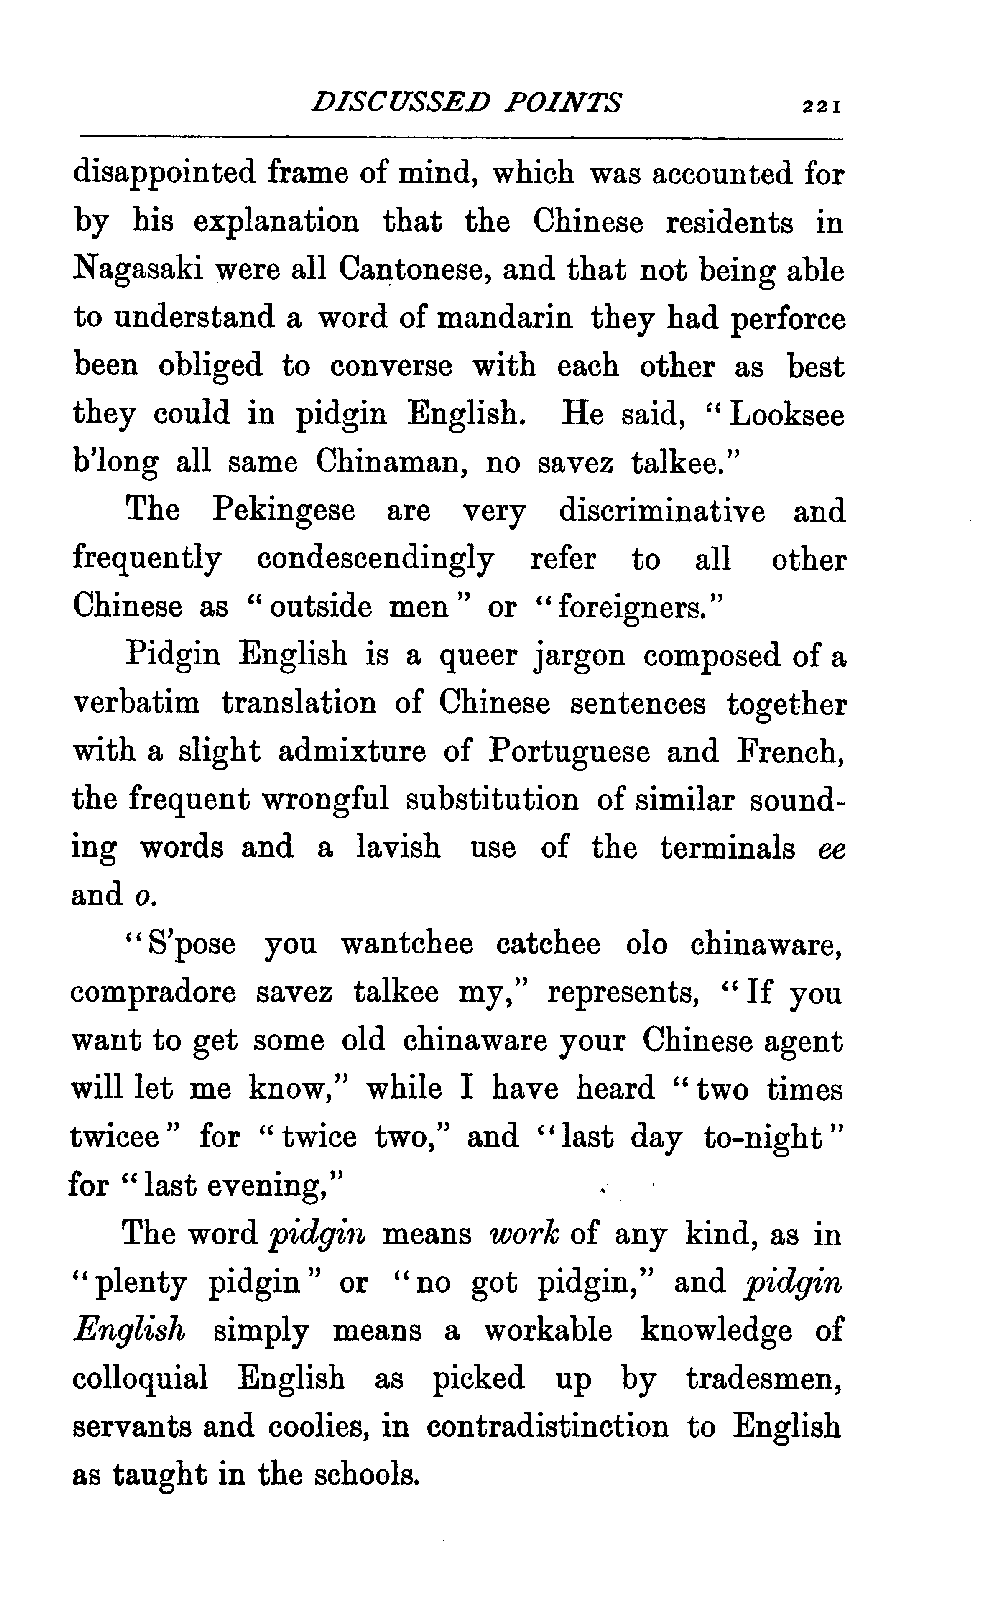 DISCUSSED POINTS 221
disappointed frame of mind, which was accounted for
by his explanation that the Chinese residents in
Nagasaki were all Cantonese, and that not being able
to understand a word of mandarin they had perforce
been obliged to converse with each other as best
they could in pidgin English. He said, “Looksee
b’long all same Chinaman, no savez talkee.”
The Pekingese are very discriminative and
frequently condescendingly refer to all other
Chinese as “outside men” or “foreigners.”
Pidgin English is a queer jargon composed of a
verbatim translation of Chinese sentences together
with a slight admixture of Portuguese and French,
the frequent wrongful substitution of similar sound-
ing words and a lavish use of the terminals ee
and o.
“S’pose you wantchee catchee olo chinaware,
compradore savez talkee my,” represents, “If you
want to get some old chinaware your Chinese agent
will let me know,” while I have heard “two times
twicee” for “twice two,” and “last day to-night”
for “last evening,”
The word pidgin means work of any kind, as in
“plenty pidgin” or “no got pidgin,” and pidgin
English simply means a workable knowledge of
colloquial English as picked up by tradesmen,
servants and coolies, in contradistinction to English
as taught in the schools.